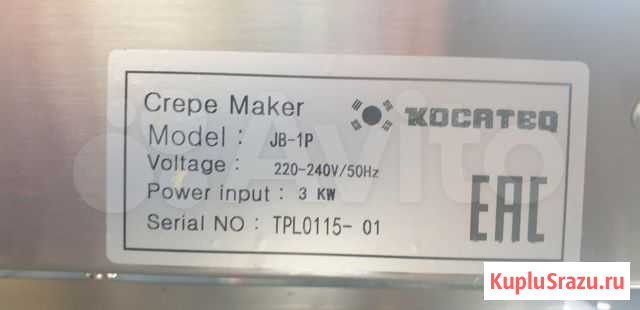 Crepe Maker
KOCATEQ
Model : JB-1P
Voltage : 220-240V/50Hz
Power input : 3 KW
Serial NO : TPL0115- 01
EAC
Avito
KupluSrazu.ru